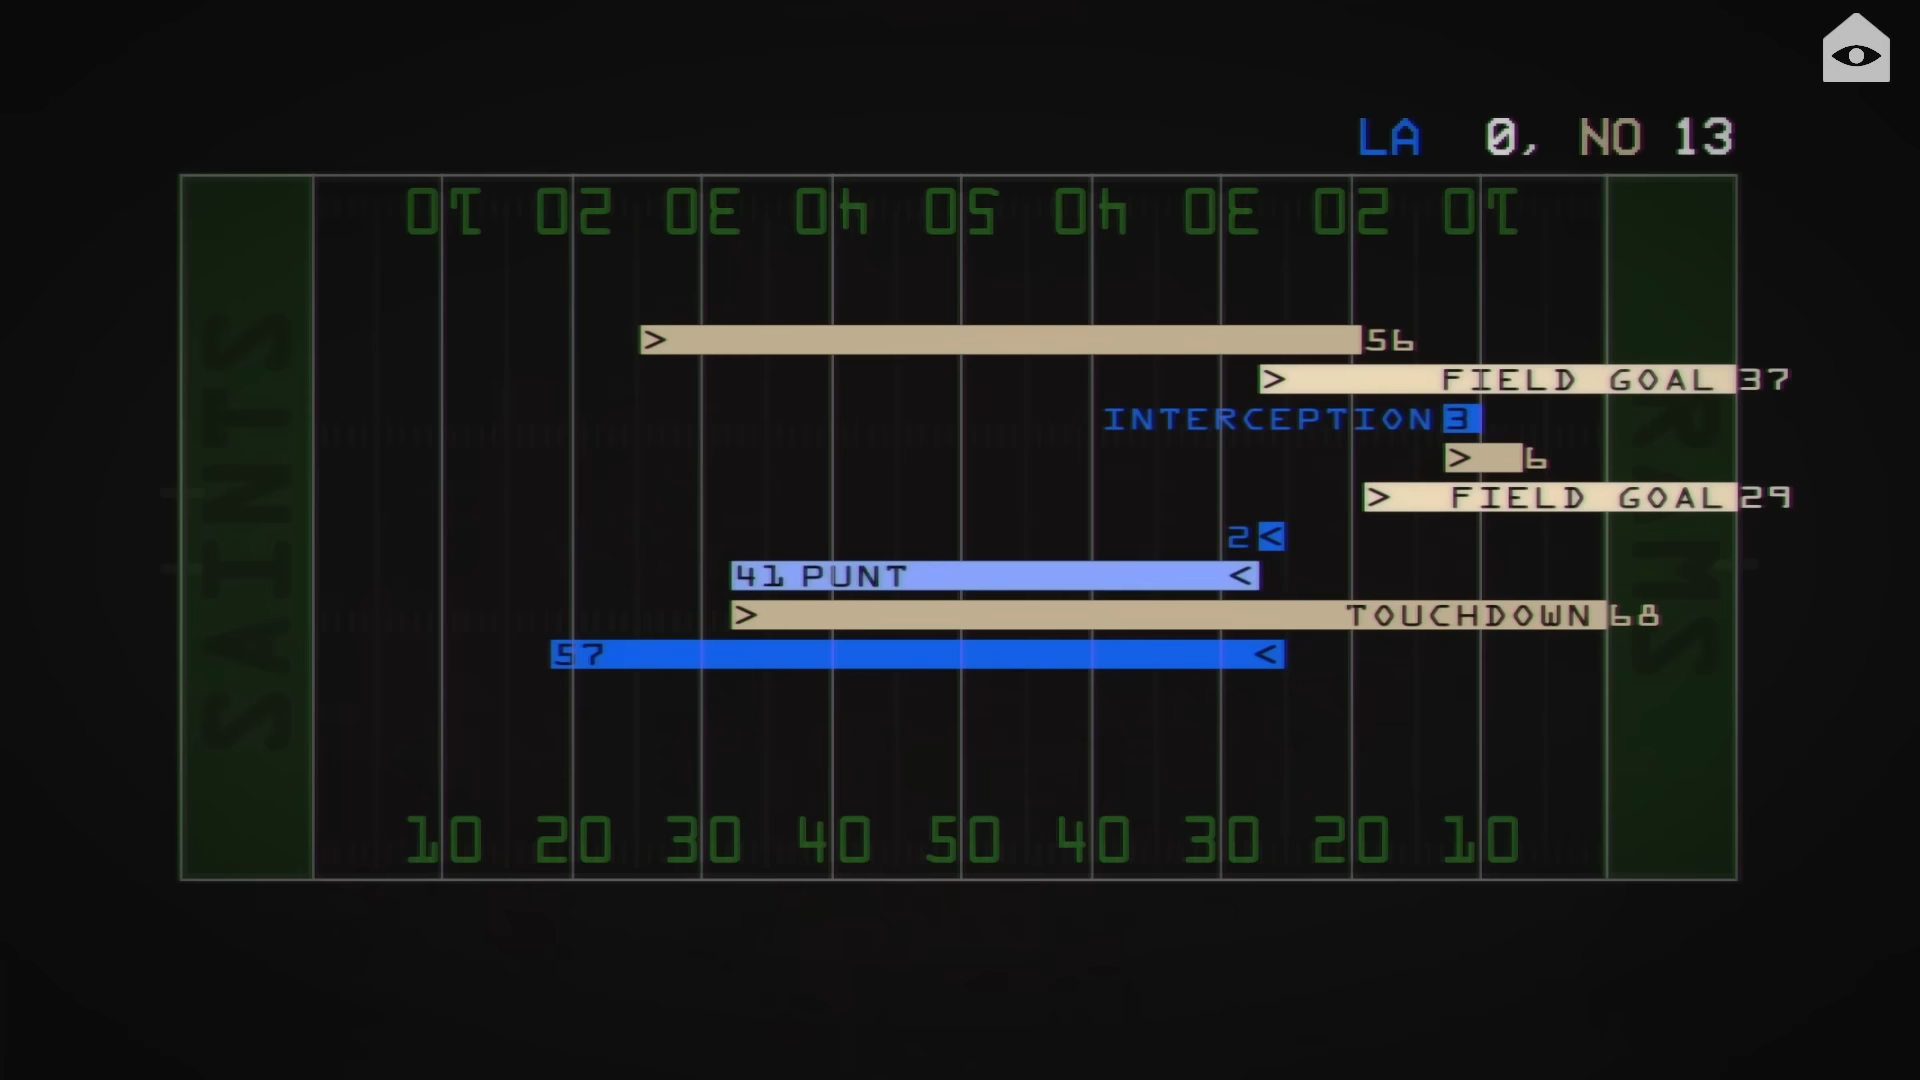 LA 0, NO 13
10 20 30 40 50 40 30 20 10
> 56
> FIELD GOAL 37
INTERCEPTION 3
> 6
> FIELD GOAL 29
2 <
41 PUNT <
> TOUCHDOWN 68
57 <
SAINTS
RAMS
10 20 30 40 50 40 30 20 10